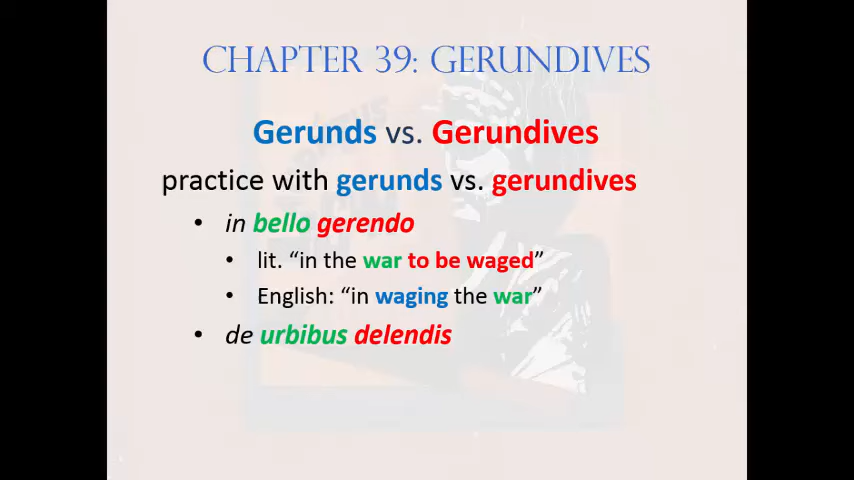 CHAPTER 39: GERUNDIVES
Gerunds vs. Gerundives
practice with gerunds vs. gerundives
• in bello gerendo
• lit. “in the war to be waged”
• English: “in waging the war”
• de urbibus delendis